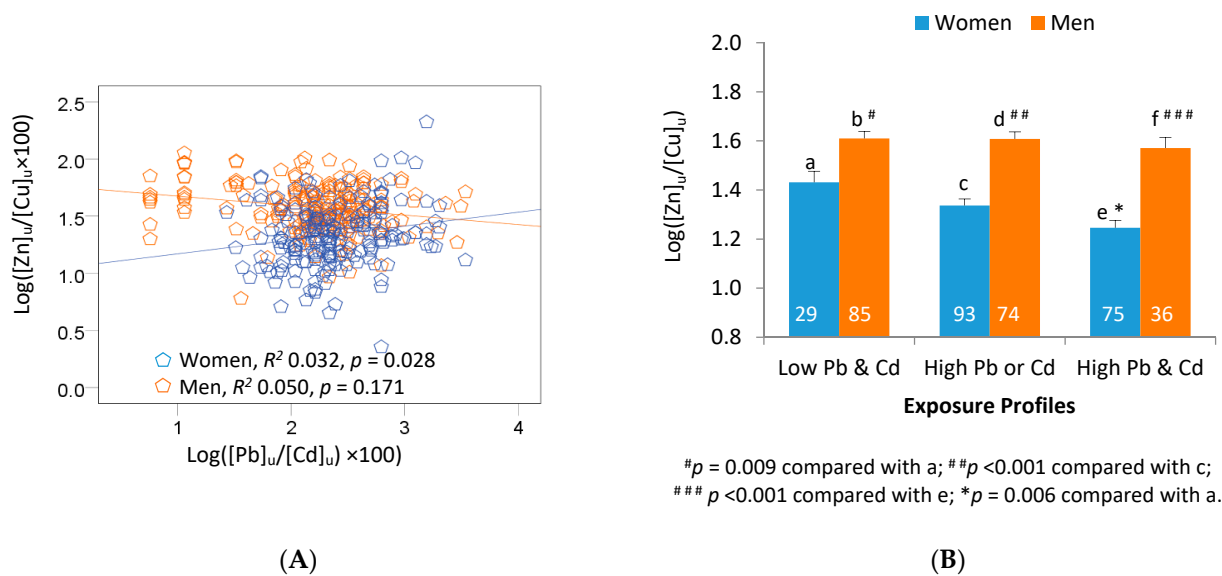 2.5
2.0
1.5
1.0
0.5
0.0
Log([Zn]ᵤ/[Cu]ᵤ×100)
Women, R² 0.032, p = 0.028
Men, R² 0.050, p = 0.171
1 2 3 4
Log([Pb]ᵤ/[Cd]ᵤ) ×100)
(A)
B
Women Men
2.0
1.8
1.6
1.4
1.2
1.0
0.8
Log([Zn]ᵤ/[Cu]ᵤ)
a b # c d ## e * f ###
29 85 93 74 75 36
Low Pb & Cd High Pb or Cd High Pb & Cd
Exposure Profiles
#p = 0.009 compared with a; ##p <0.001 compared with c;
### p <0.001 compared with e; *p = 0.006 compared with a.
(B)